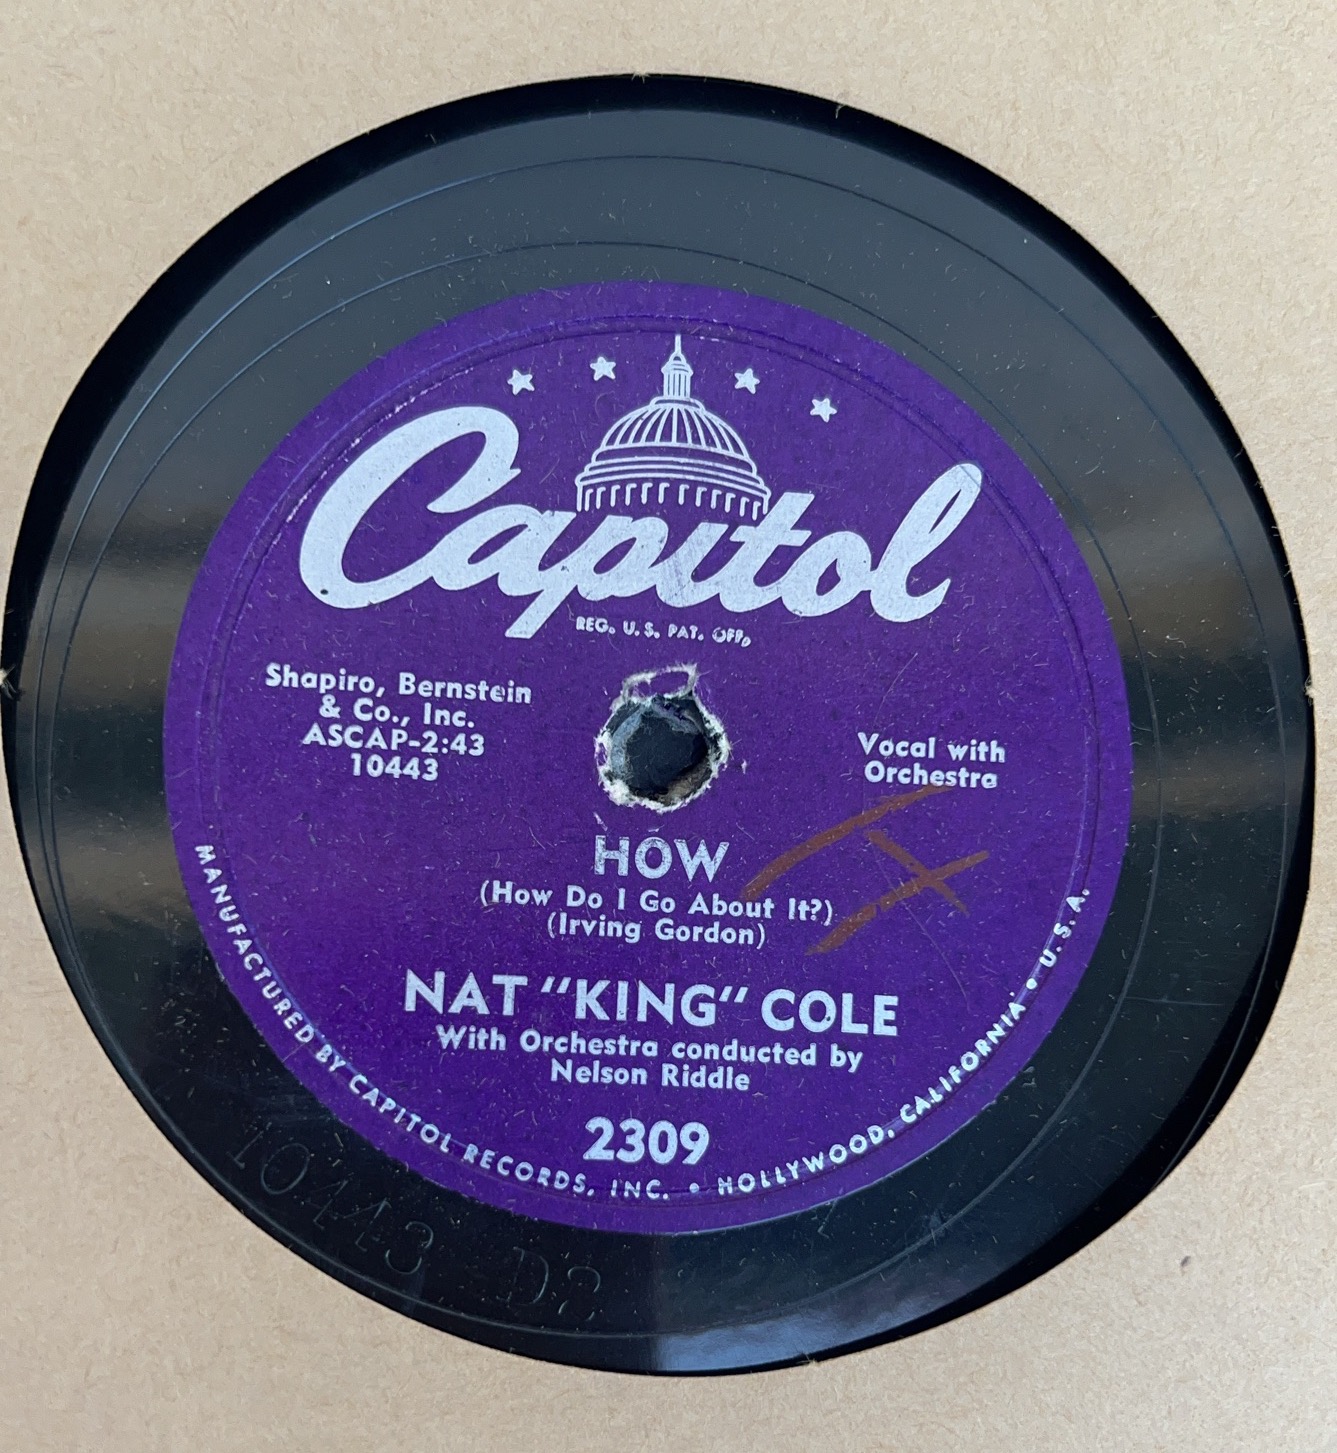 Capitol
REG. U. S. PAT. OFF.
Shapiro, Bernstein
& Co., Inc.
ASCAP-2:43
10443
Vocal with
Orchestra
HOW
(How Do I Go About It?)
(Irving Gordon)
NAT "KING" COLE
With Orchestra conducted by
Nelson Riddle
2309
MANUFACTURED BY CAPITOL RECORDS, INC. • HOLLYWOOD, CALIFORNIA • U. S. A.
10443 D2